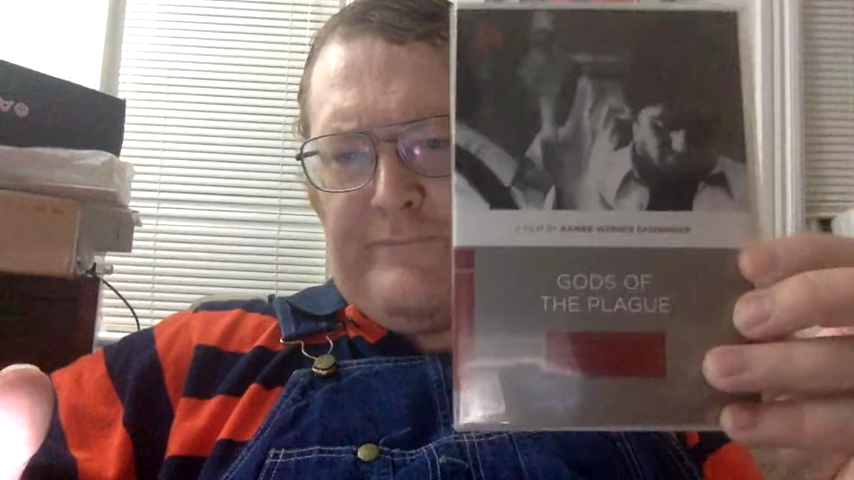 A FILM BY RAINER WERNER FASSBINDER
GODS OF
THE PLAGUE